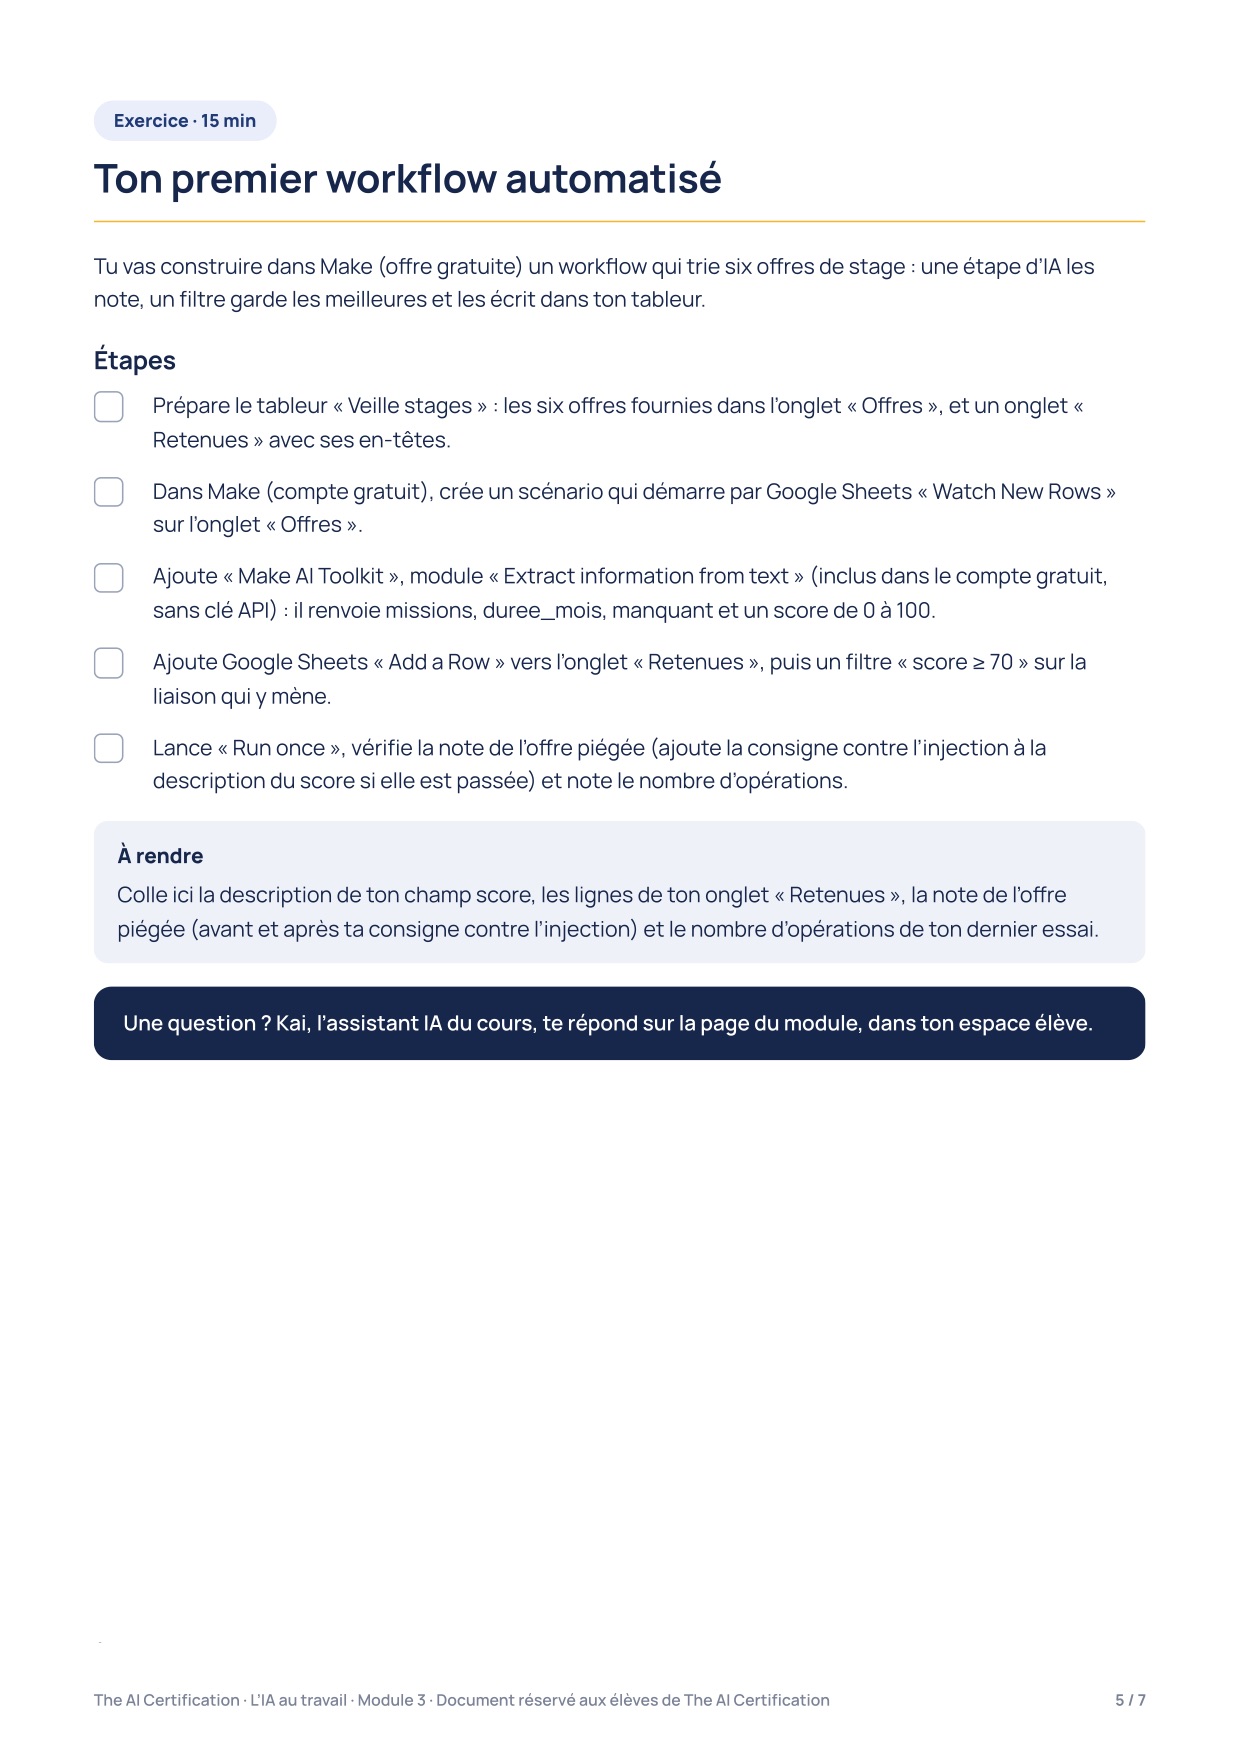 Exercice · 15 min
Ton premier workflow automatisé
Tu vas construire dans Make (offre gratuite) un workflow qui trie six offres de stage : une étape d’IA les
note, un filtre garde les meilleures et les écrit dans ton tableur.
Étapes
Prépare le tableur « Veille stages » : les six offres fournies dans l’onglet « Offres », et un onglet «
Retenues » avec ses en-têtes.
Dans Make (compte gratuit), crée un scénario qui démarre par Google Sheets « Watch New Rows »
sur l’onglet « Offres ».
Ajoute « Make AI Toolkit », module « Extract information from text » (inclus dans le compte gratuit,
sans clé API) : il renvoie missions, duree_mois, manquant et un score de 0 à 100.
Ajoute Google Sheets « Add a Row » vers l’onglet « Retenues », puis un filtre « score ≥ 70 » sur la
liaison qui y mène.
Lance « Run once », vérifie la note de l’offre piégée (ajoute la consigne contre l’injection à la
description du score si elle est passée) et note le nombre d’opérations.
À rendre
Colle ici la description de ton champ score, les lignes de ton onglet « Retenues », la note de l’offre
piégée (avant et après ta consigne contre l’injection) et le nombre d’opérations de ton dernier essai.
Une question ? Kai, l’assistant IA du cours, te répond sur la page du module, dans ton espace élève.
The AI Certification · L’IA au travail · Module 3 · Document réservé aux élèves de The AI Certification
5 / 7